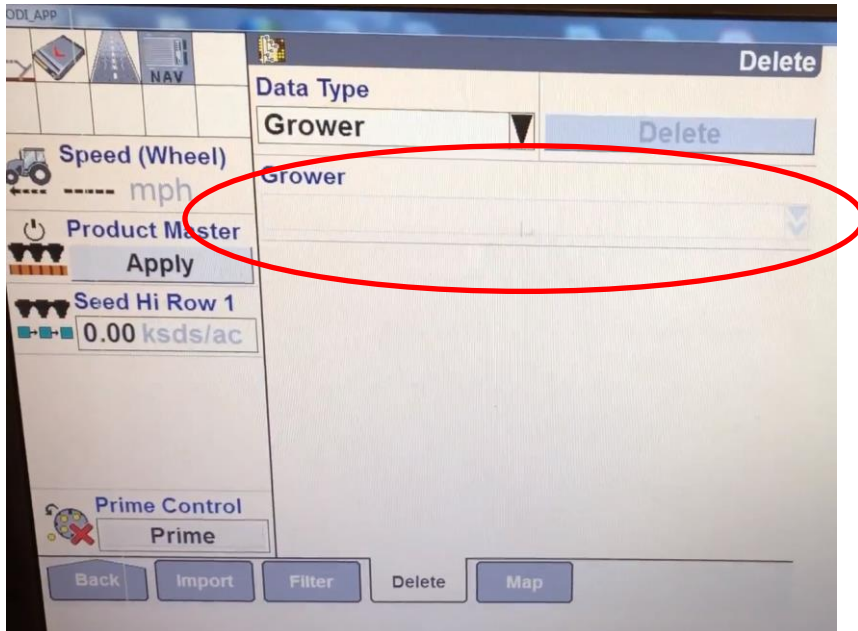 ODI_APP
NAV
Delete
Data Type
Grower
Delete
Grower
Speed (Wheel)
mph
Product Master
Apply
Seed Hi Row 1
0.00 ksds/ac
Prime Control
Prime
Back Import Filter Delete Map